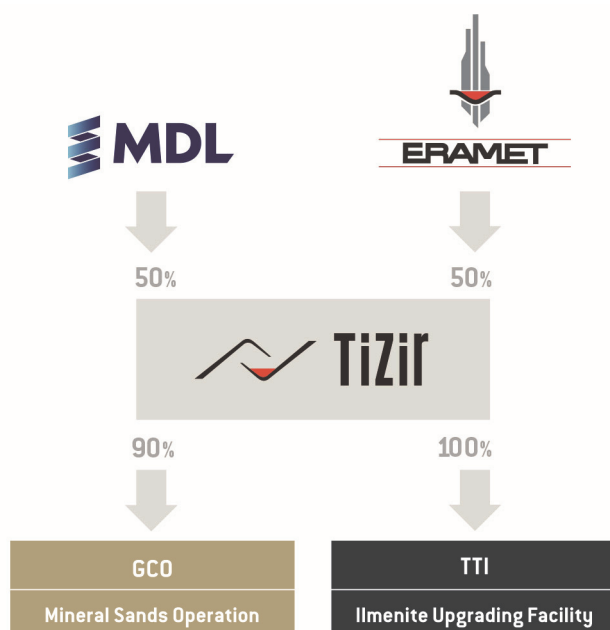 MDL
ERAMET
50%
50%
TiZir
90%
100%
GCO
TTI
Mineral Sands Operation
Ilmenite Upgrading Facility